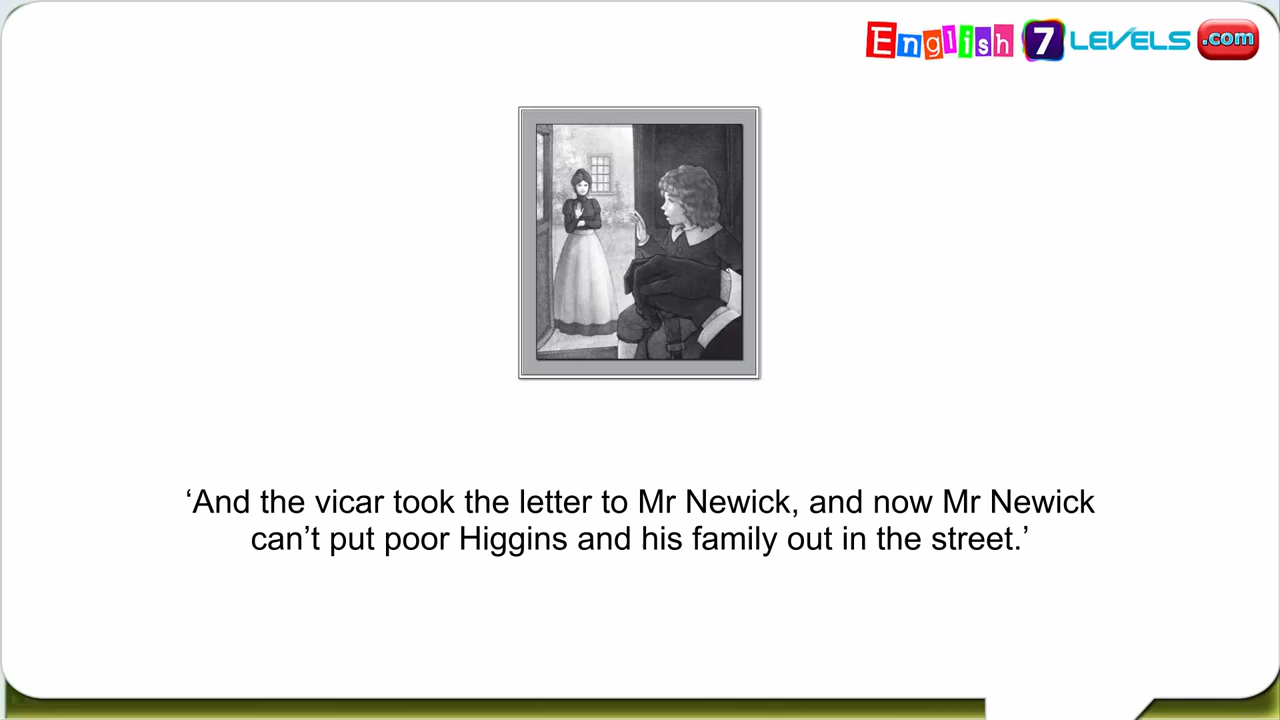 English 7 LEVELS .com
‘And the vicar took the letter to Mr Newick, and now Mr Newick
can’t put poor Higgins and his family out in the street.’